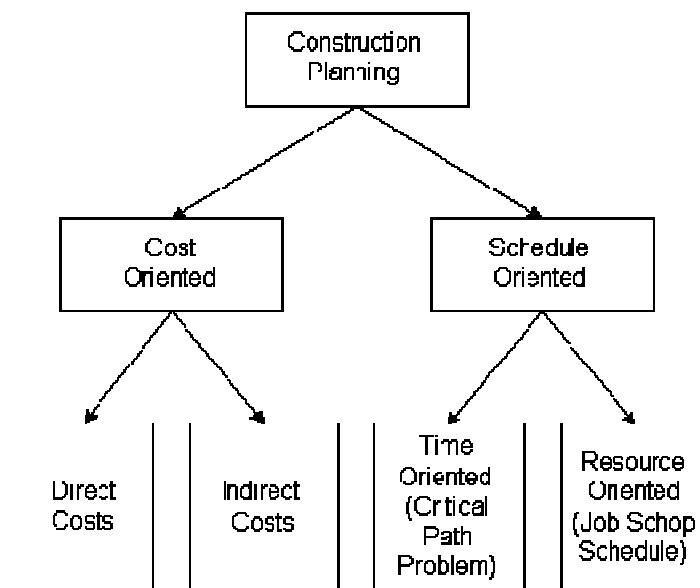 Construction
Planning
Cost
Oriented
Schedule
Oriented
Direct
Costs
Indirect
Costs
Time
Oriented
(Critical
Path
Problem)
Resource
Oriented
(Job Schop
Schedule)